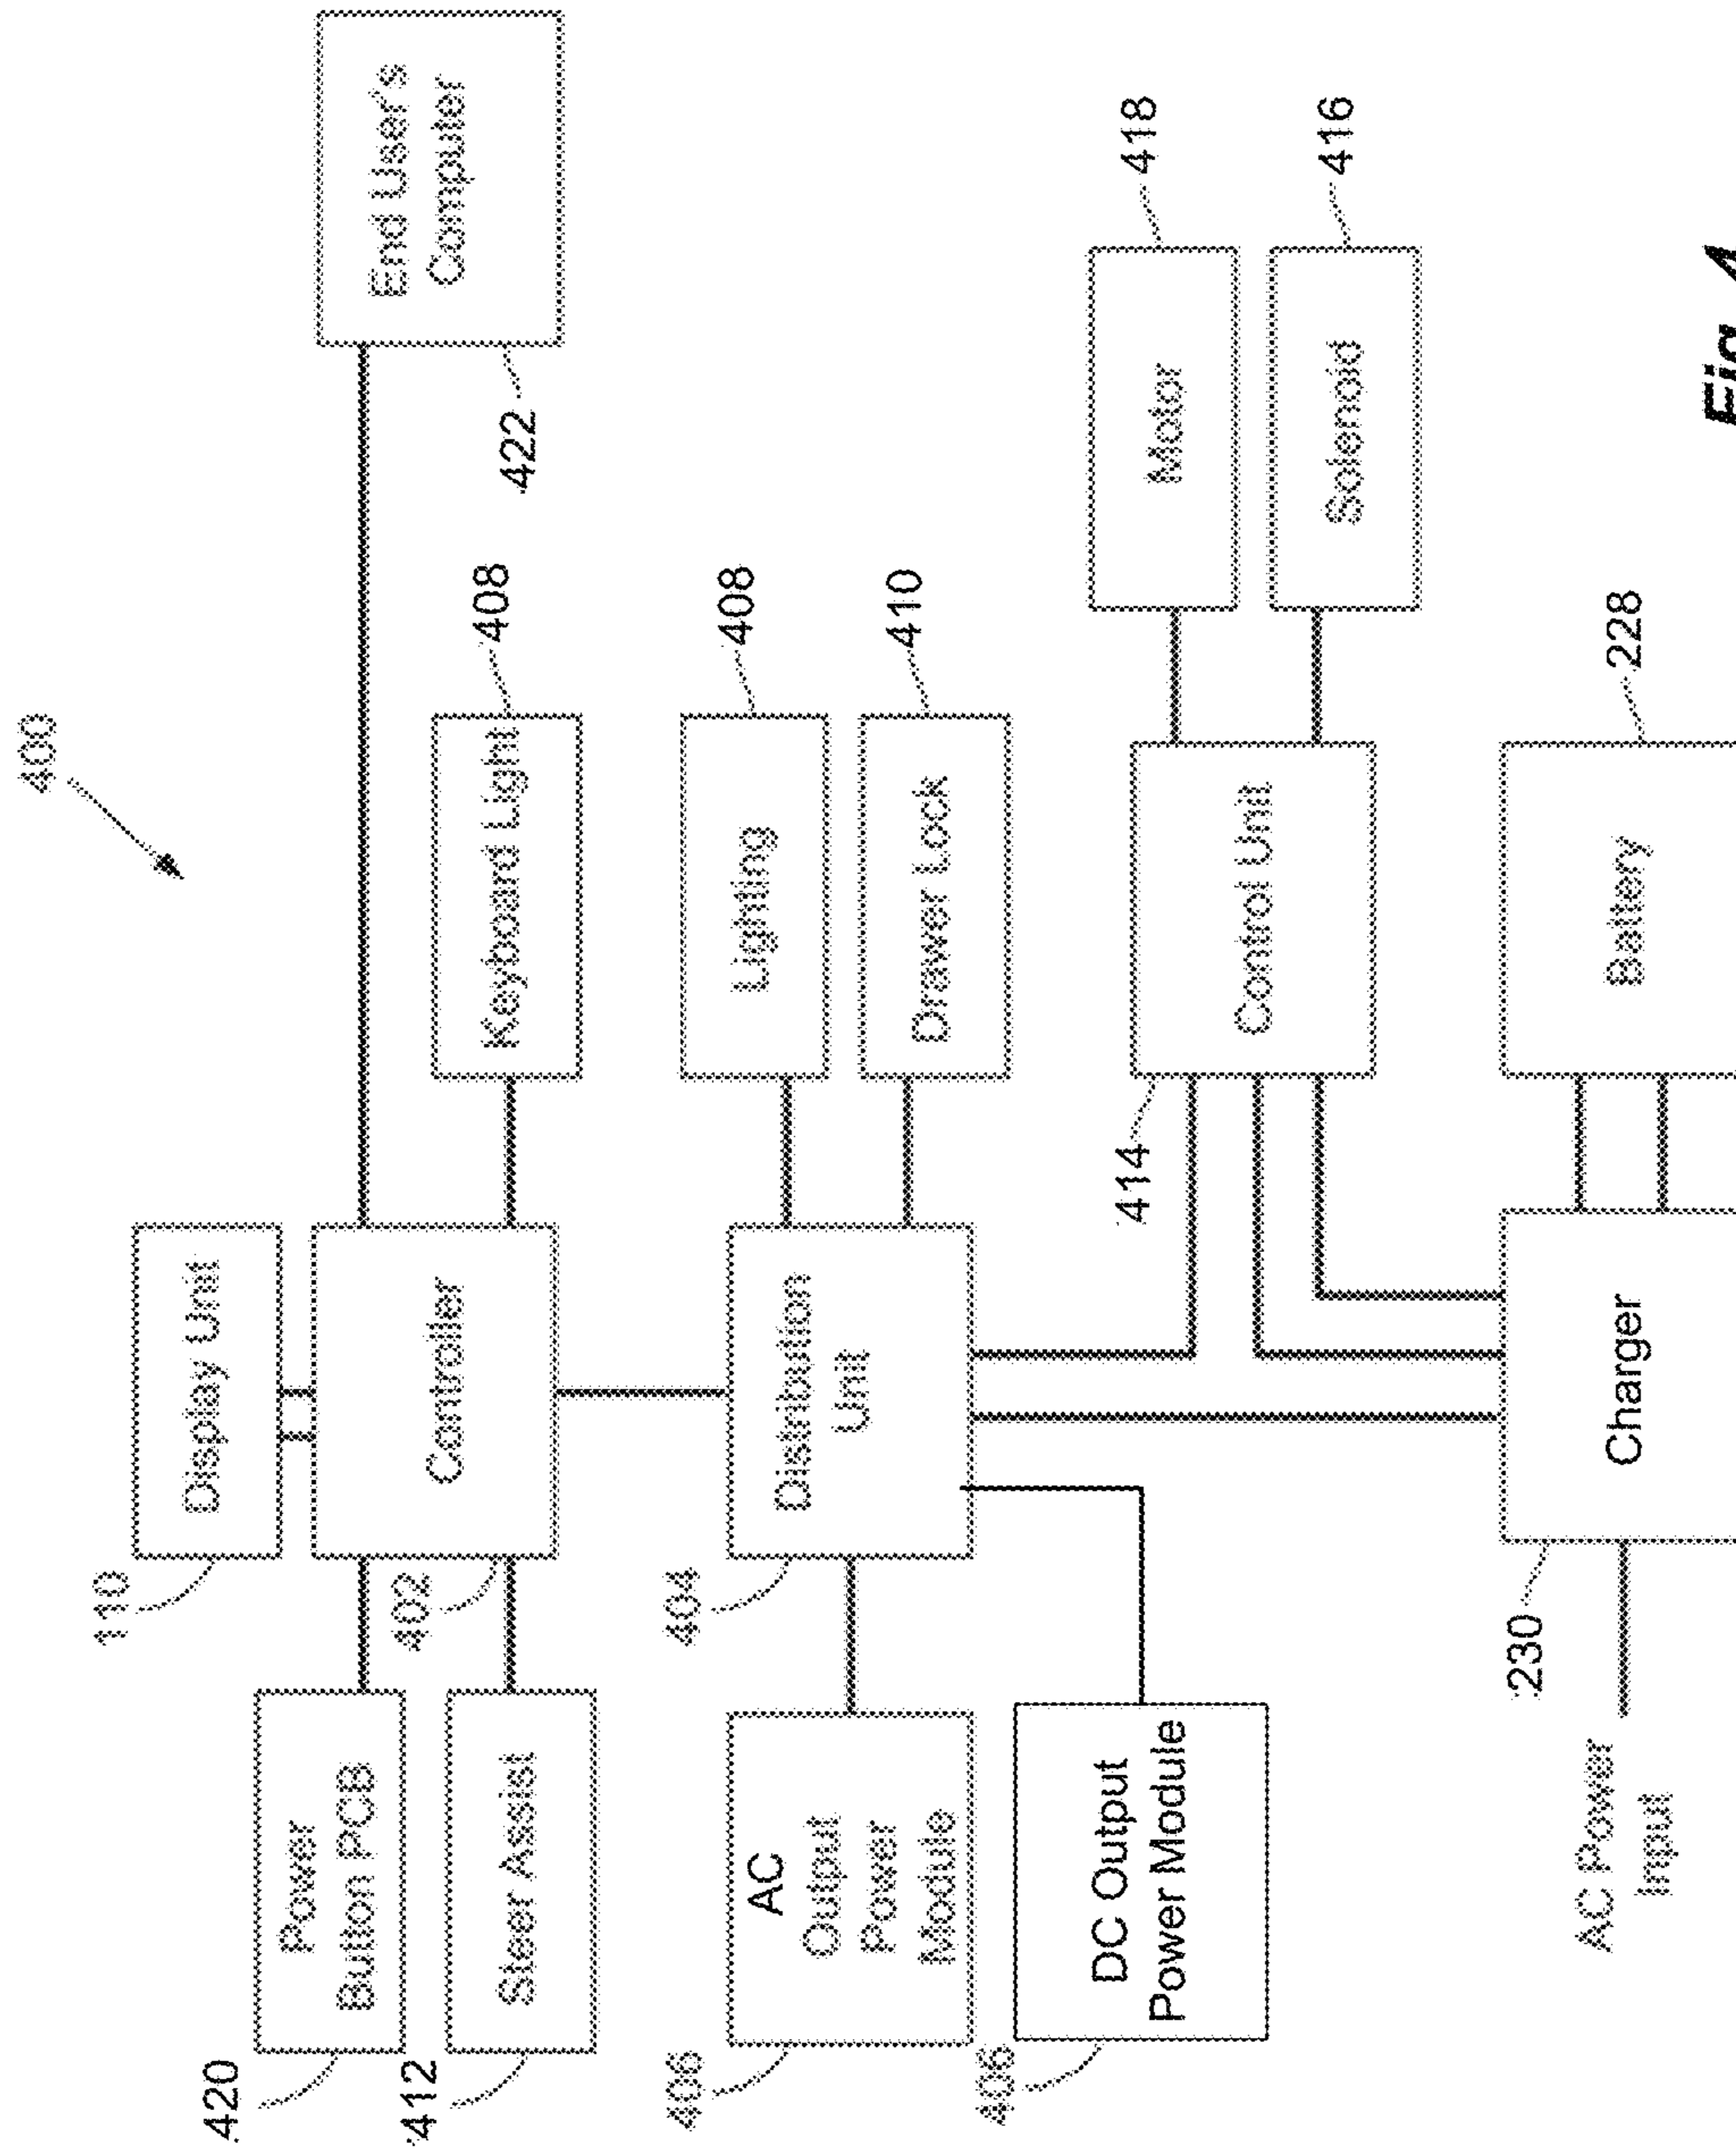 400
110
Display Unit
420
Power
Button PCB
Controller
End User's
Computer
422
402
412
Steer Assist
Keyboard Light
408
404
406
AC
Output
Power
Module
Distribution
Unit
Lighting
408
Drawer Lock
410
406
DC Output
Power Module
414
Control Unit
Motor
418
Solenoid
416
230
AC Power
Input
Charger
Battery
228
Fig. 4